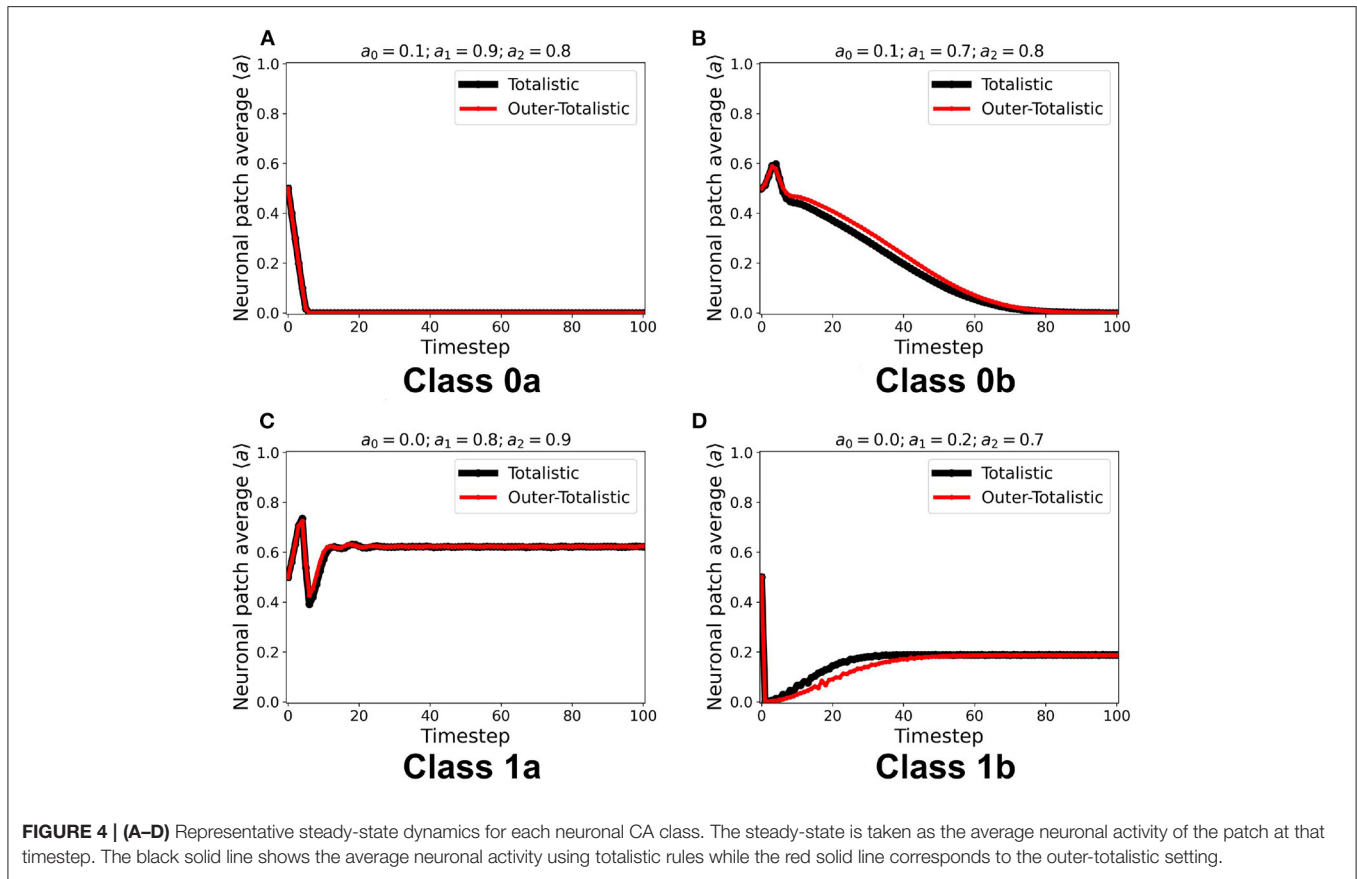 A
a₀ = 0.1; a₁ = 0.9; a₂ = 0.8
Neuronal patch average ⟨a⟩
1.0
0.8
0.6
0.4
0.2
0.0
Totalistic
Outer-Totalistic
0 20 40 60 80 100
Timestep
Class 0a
B
a₀ = 0.1; a₁ = 0.7; a₂ = 0.8
Neuronal patch average ⟨a⟩
1.0
0.8
0.6
0.4
0.2
0.0
Totalistic
Outer-Totalistic
0 20 40 60 80 100
Timestep
Class 0b
C
a₀ = 0.0; a₁ = 0.8; a₂ = 0.9
Neuronal patch average ⟨a⟩
1.0
0.8
0.6
0.4
0.2
0.0
Totalistic
Outer-Totalistic
0 20 40 60 80 100
Timestep
Class 1a
D
a₀ = 0.0; a₁ = 0.2; a₂ = 0.7
Neuronal patch average ⟨a⟩
1.0
0.8
0.6
0.4
0.2
0.0
Totalistic
Outer-Totalistic
0 20 40 60 80 100
Timestep
Class 1b
FIGURE 4 | (A–D) Representative steady-state dynamics for each neuronal CA class. The steady-state is taken as the average neuronal activity of the patch at that
timestep. The black solid line shows the average neuronal activity using totalistic rules while the red solid line corresponds to the outer-totalistic setting.